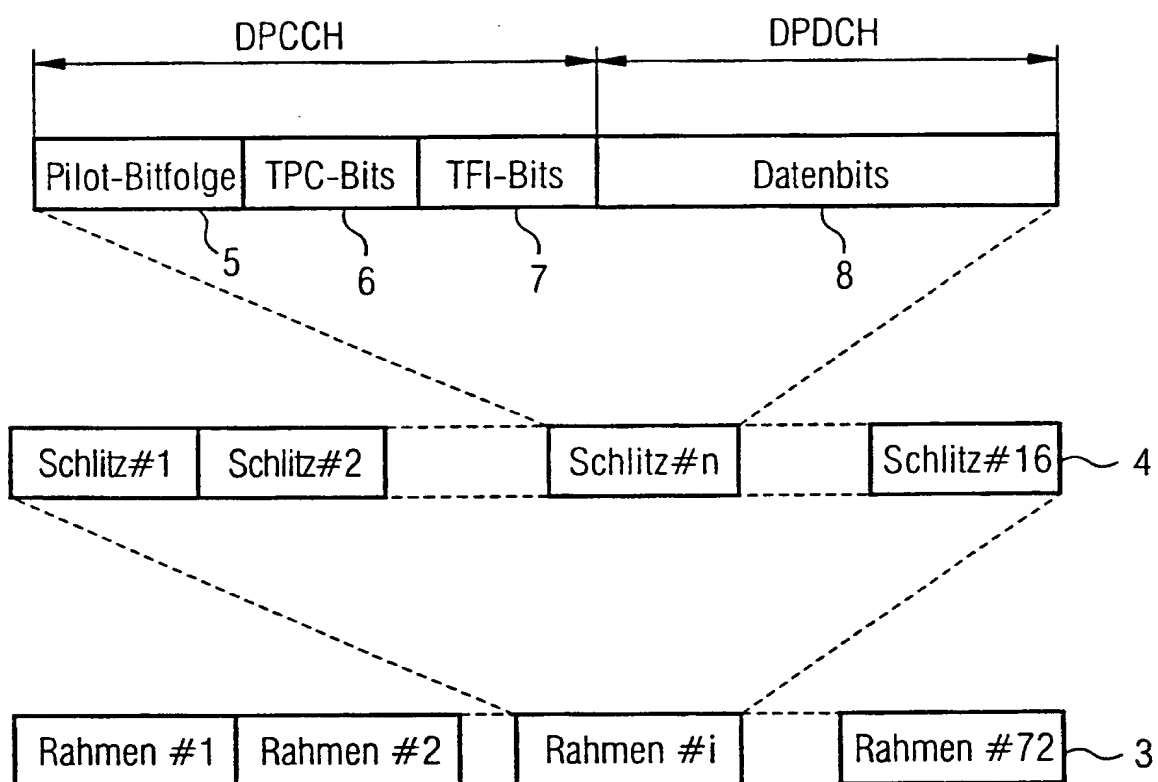 DPCCH DPDCH
Pilot-Bitfolge TPC-Bits TFI-Bits Datenbits
5 6 7 8
Schlitz#1 Schlitz#2 Schlitz#n Schlitz#16 4
Rahmen #1 Rahmen #2 Rahmen #i Rahmen #72 3